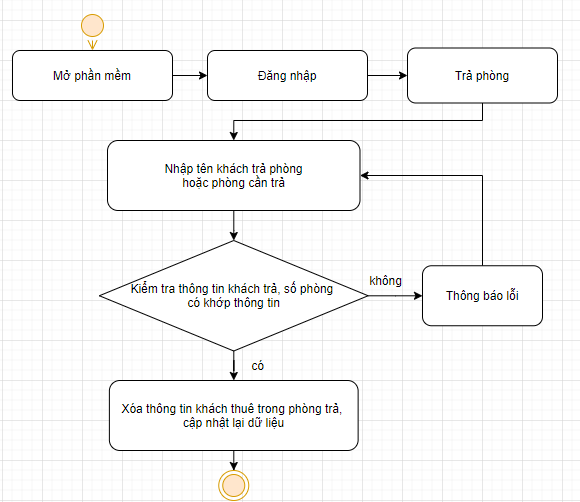 Mở phần mềm
Đăng nhập
Trả phòng
Nhập tên khách trả phòng
hoặc phòng cần trả
Kiểm tra thông tin khách trả, số phòng
có khớp thông tin
không
Thông báo lỗi
có
Xóa thông tin khách thuê trong phòng trả,
cập nhật lại dữ liệu